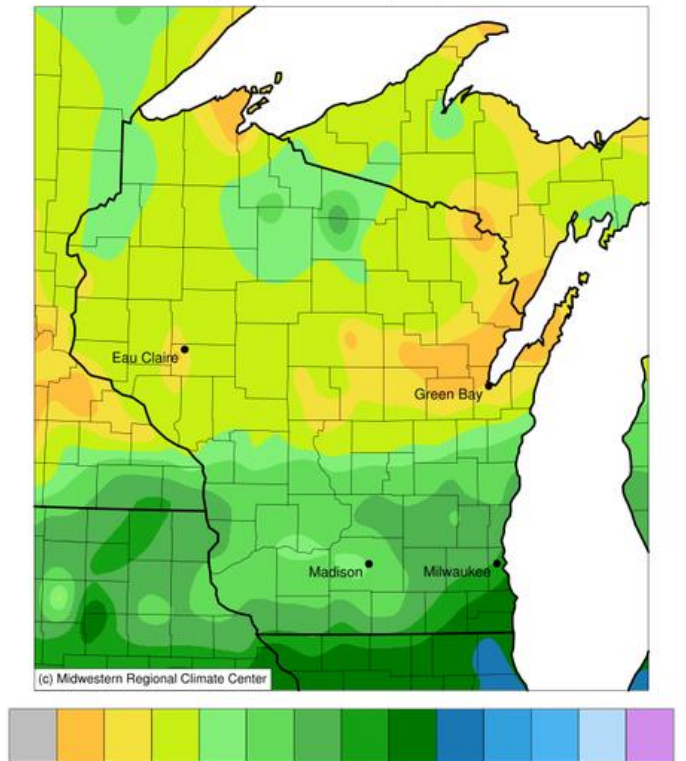 Eau Claire
Green Bay
Madison
Milwaukee
(c) Midwestern Regional Climate Center